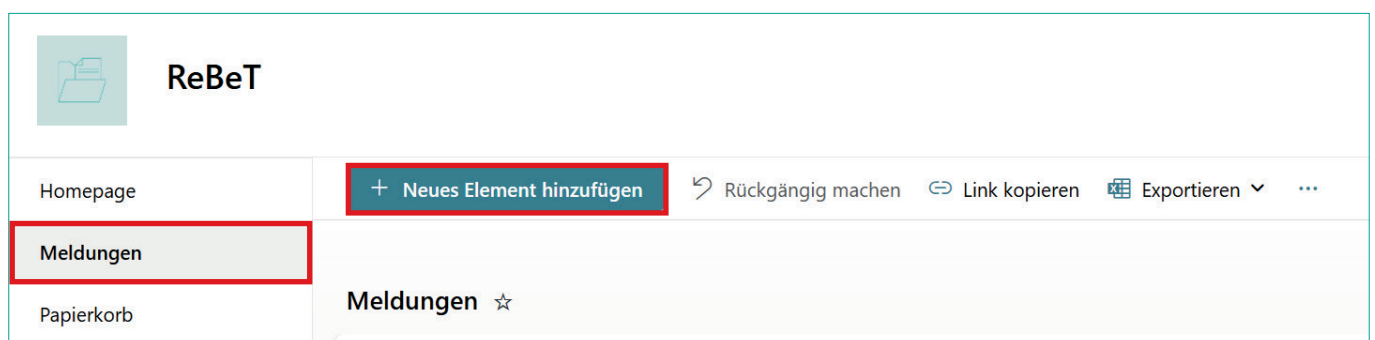 ReBeT
Homepage
Neues Element hinzufügen Rückgängig machen Link kopieren Exportieren
Meldungen
Meldungen
Papierkorb